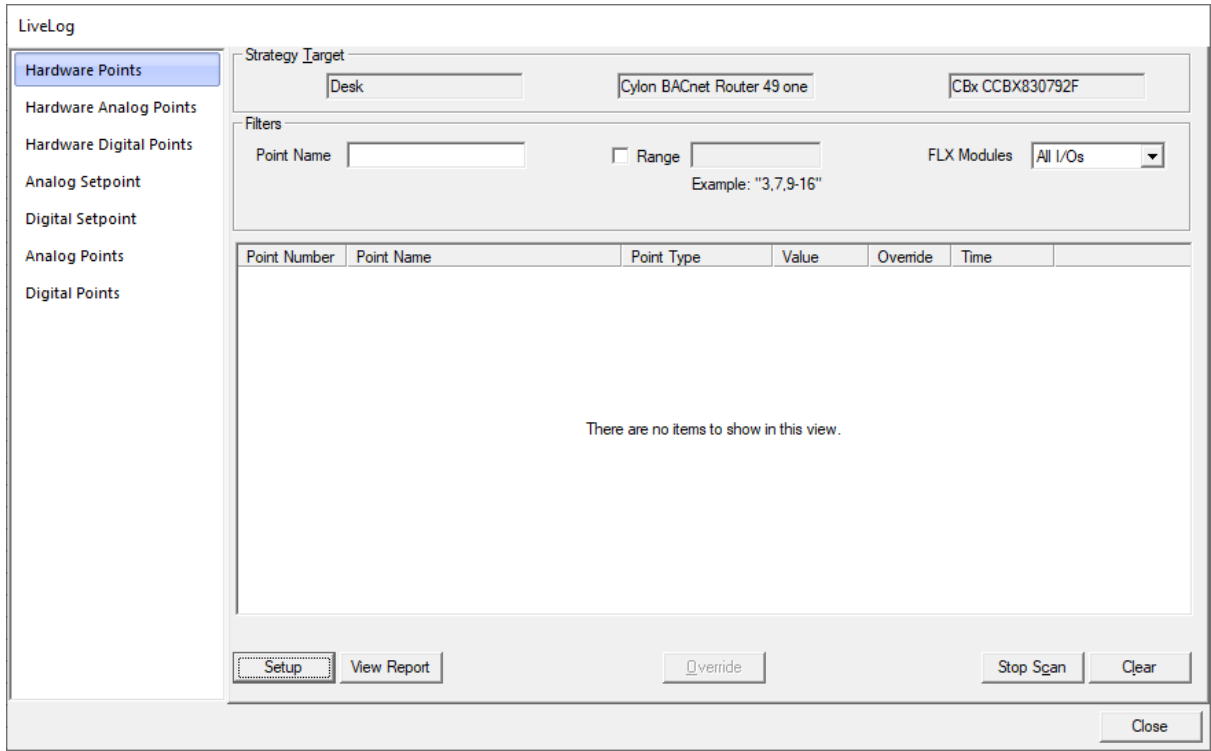 LiveLog
Hardware Points
Hardware Analog Points
Hardware Digital Points
Analog Setpoint
Digital Setpoint
Analog Points
Digital Points
Strategy Target
Desk Cylon BACnet Router 49 one CBx CCBX830792F
Filters
Point Name Range FLX Modules All I/Os
Example: "3,7,9-16"
Point Number Point Name Point Type Value Override Time
There are no items to show in this view.
Setup View Report Override Stop Scan Clear
Close